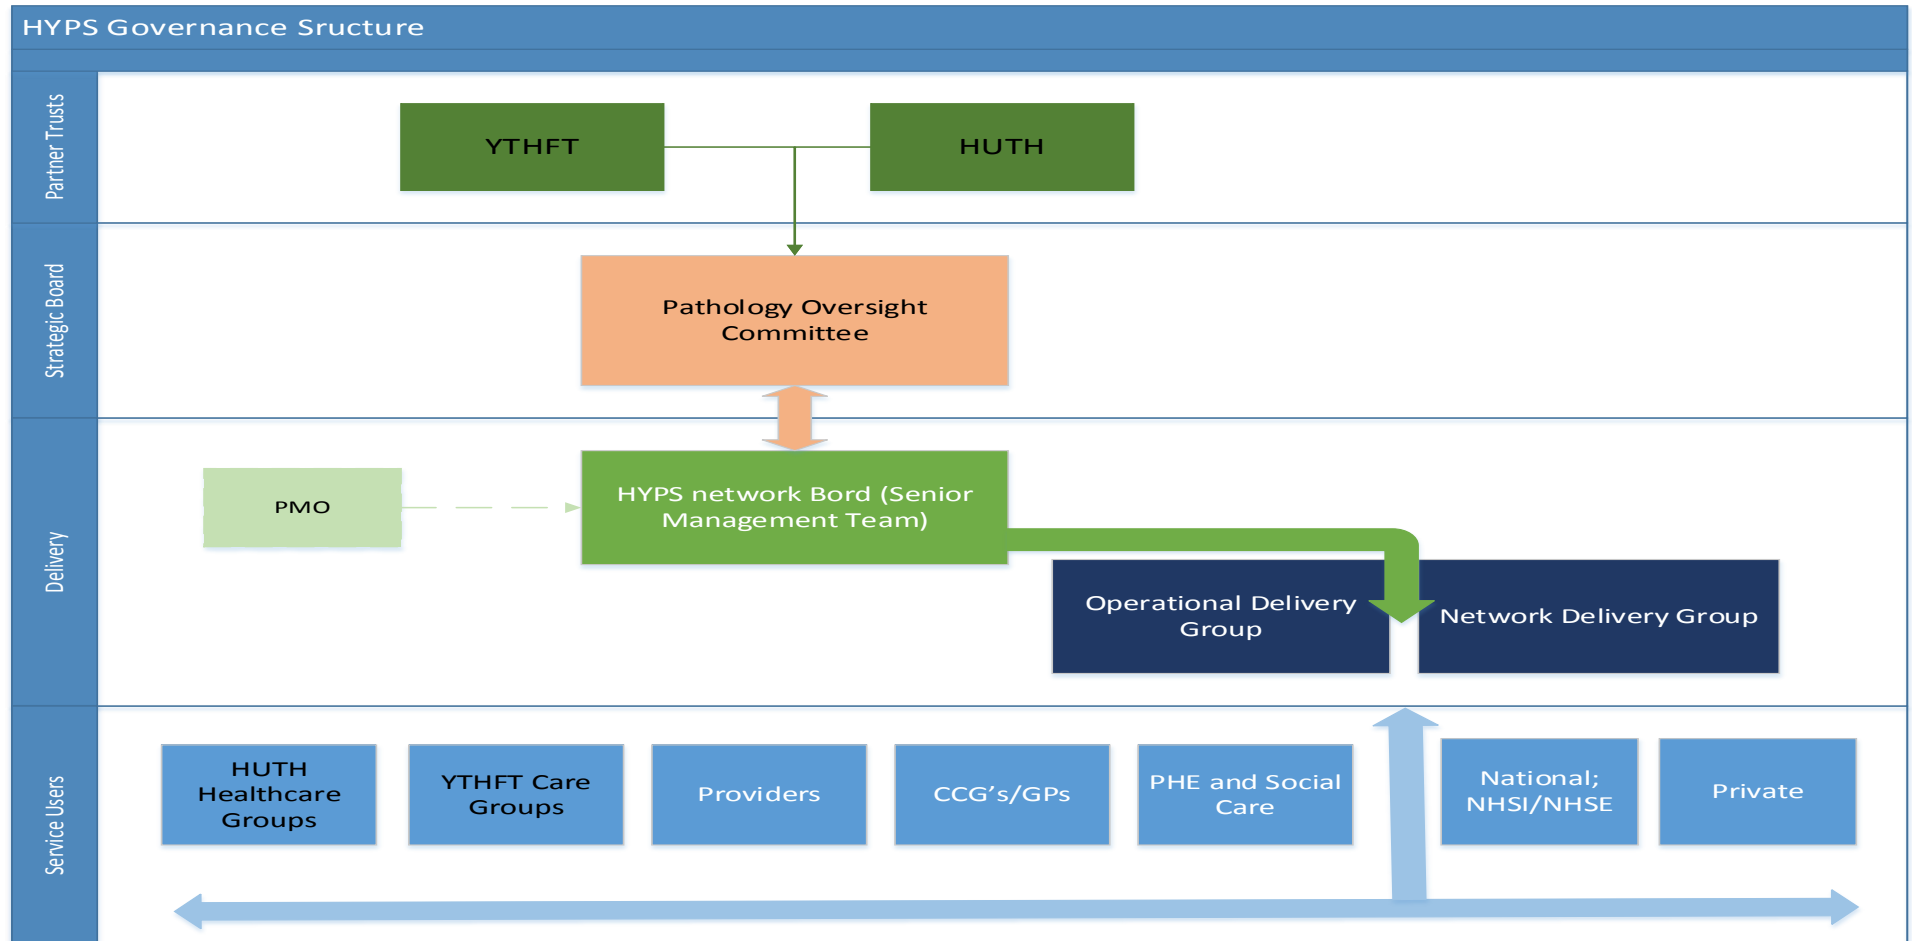 HYPS Governance Sructure
Partner Trusts
YTHFT
HUTH
Strategic Board
Pathology Oversight
Committee
Delivery
PMO
HYPS network Bord (Senior
Management Team)
Operational Delivery
Group
Network Delivery Group
Service Users
HUTH
Healthcare
Groups
YTHFT Care
Groups
Providers
CCG's/GPs
PHE and Social
Care
National;
NHSI/NHSE
Private